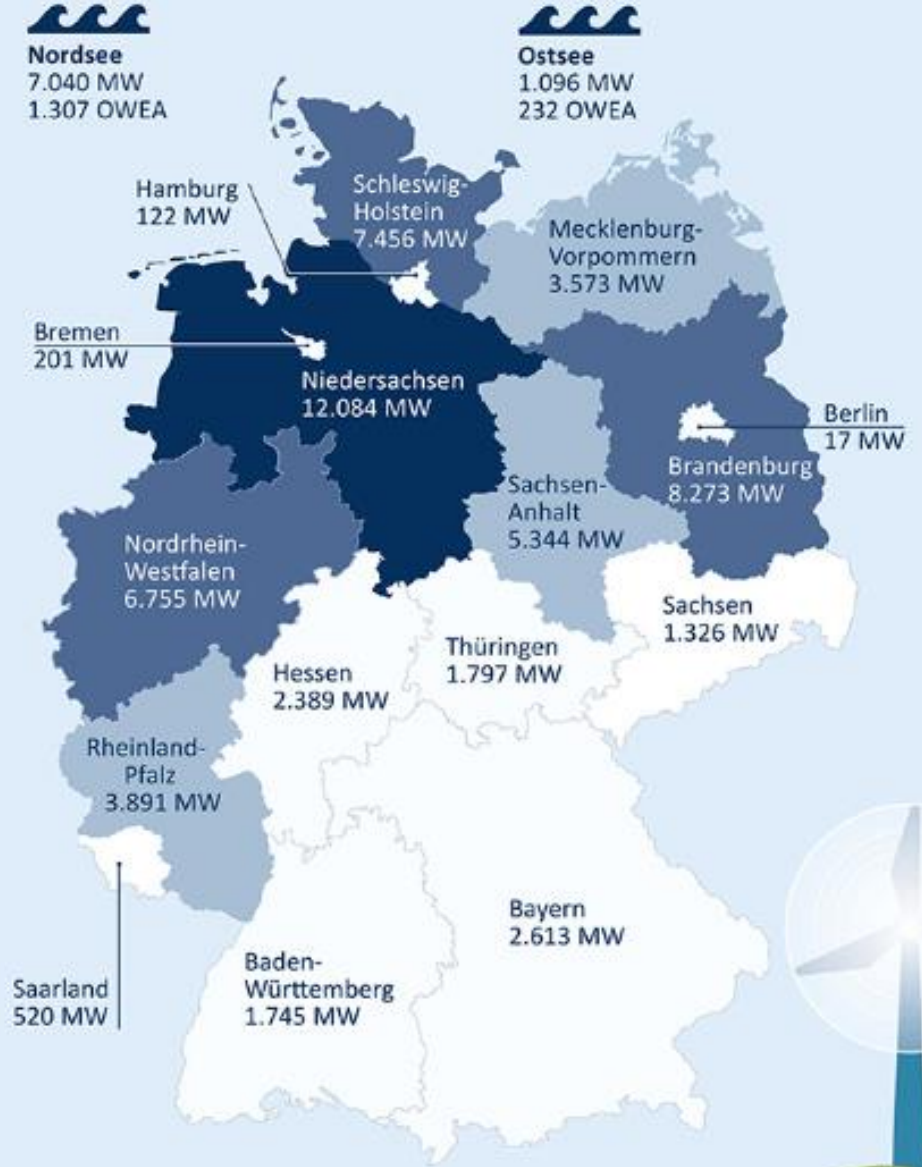 Nordsee
7.040 MW
1.307 OWEA
Ostsee
1.096 MW
232 OWEA
Hamburg
122 MW
Schleswig-
Holstein
7.456 MW
Mecklenburg-
Vorpommern
3.573 MW
Bremen
201 MW
Niedersachsen
12.084 MW
Berlin
17 MW
Brandenburg
8.273 MW
Sachsen-
Anhalt
5.344 MW
Nordrhein-
Westfalen
6.755 MW
Sachsen
1.326 MW
Hessen
2.389 MW
Thüringen
1.797 MW
Rheinland-
Pfalz
3.891 MW
Bayern
2.613 MW
Saarland
520 MW
Baden-
Württemberg
1.745 MW